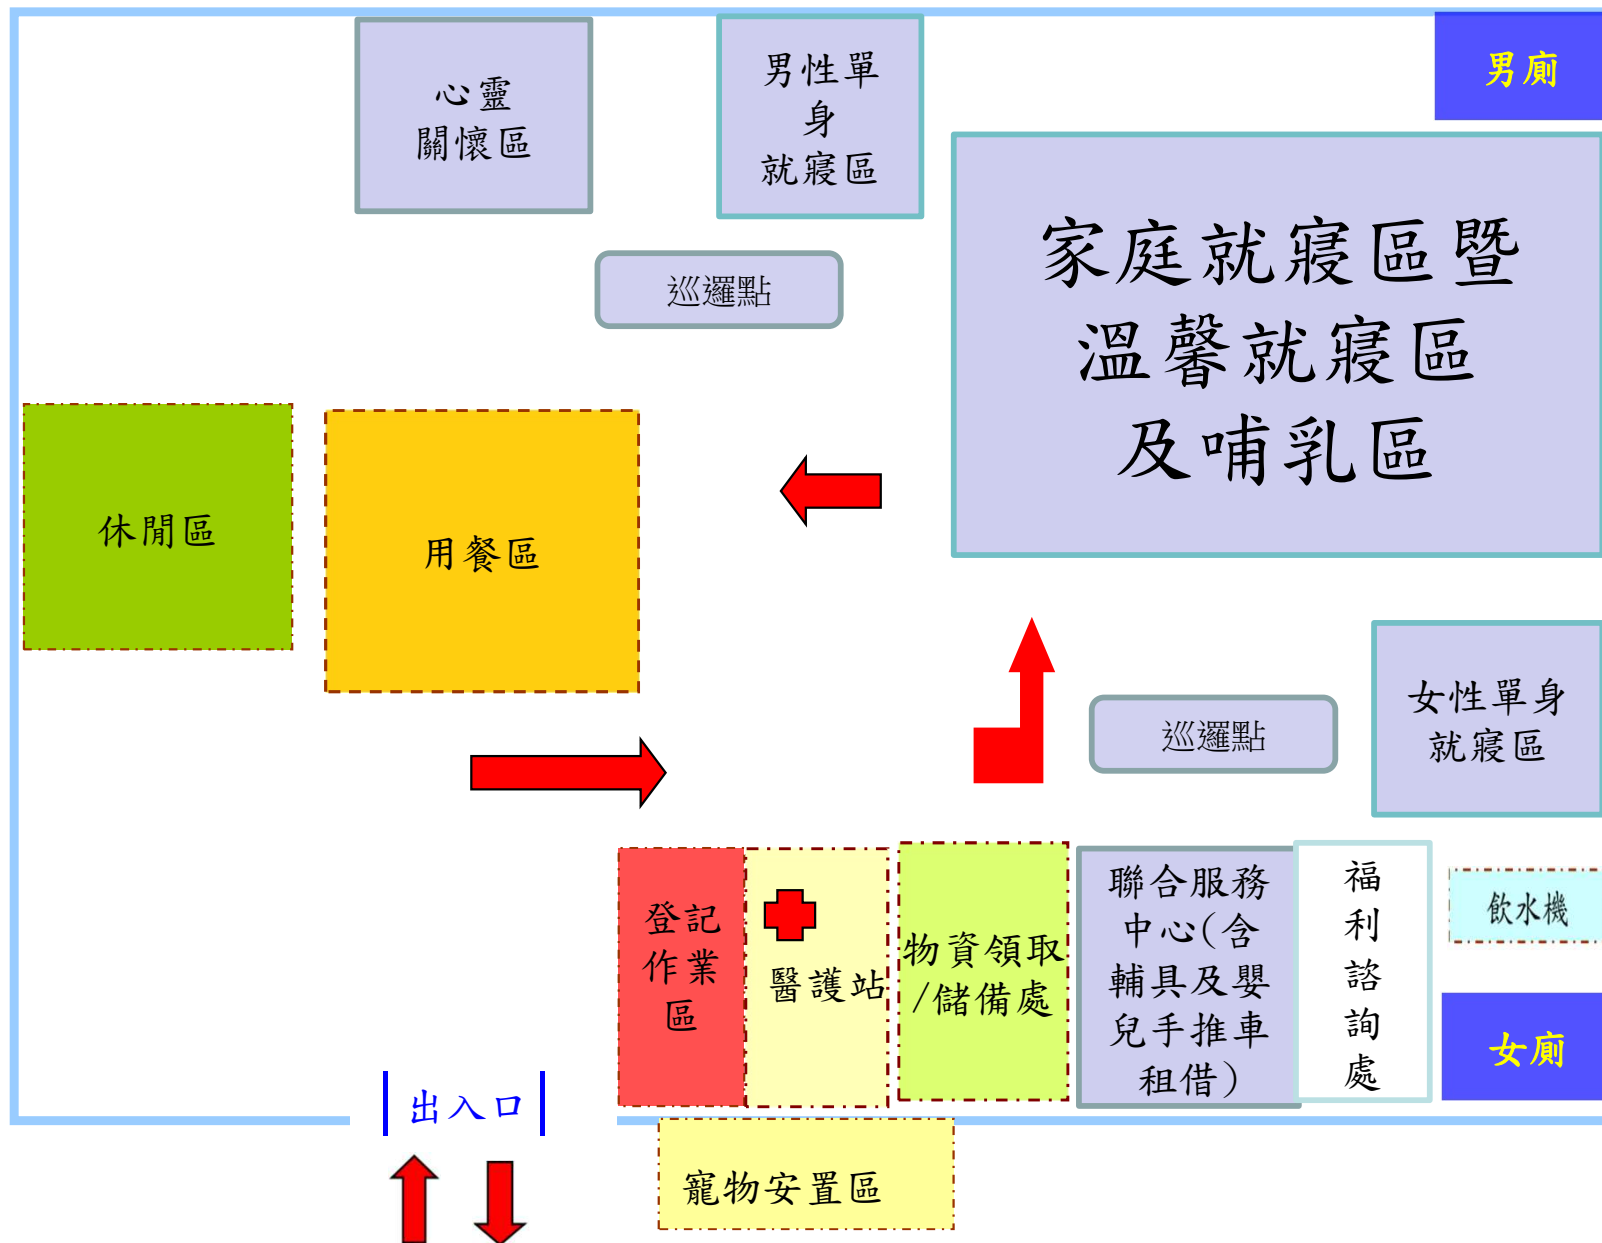 心靈
關懷區
男性單
身
就寢區
男廁
家庭就寢區暨
溫馨就寢區
及哺乳區
巡邏點
休閒區
用餐區
女性單身
就寢區
巡邏點
登記
作業
區
醫護站
物資領取
/儲備處
聯合服務
中心(含
輔具及嬰
兒手推車
租借)
福
利
諮
詢
處
飲水機
女廁
出入口
寵物安置區